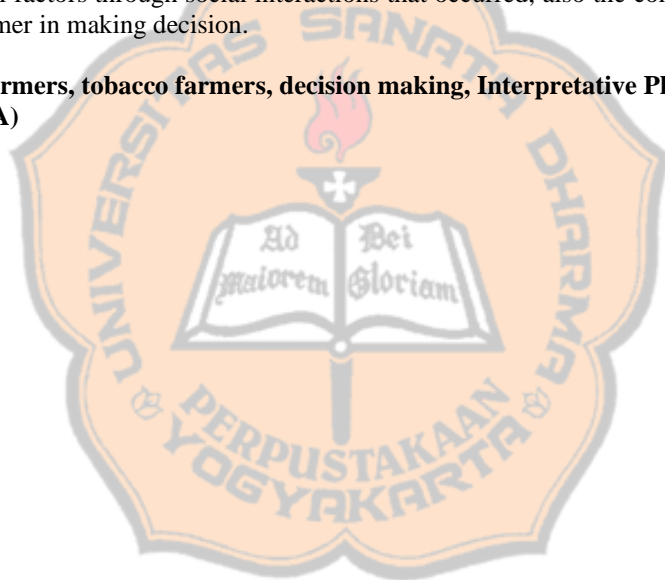 factors through social interactions that occurred, also the co
mer in making decision.
rmers, tobacco farmers, decision making, Interpretative P
A)
UNIVERSITAS SANATA DHARMA
Ad Maiorem
Dei Gloriam
PERPUSTAKAAN
YOGYAKARTA